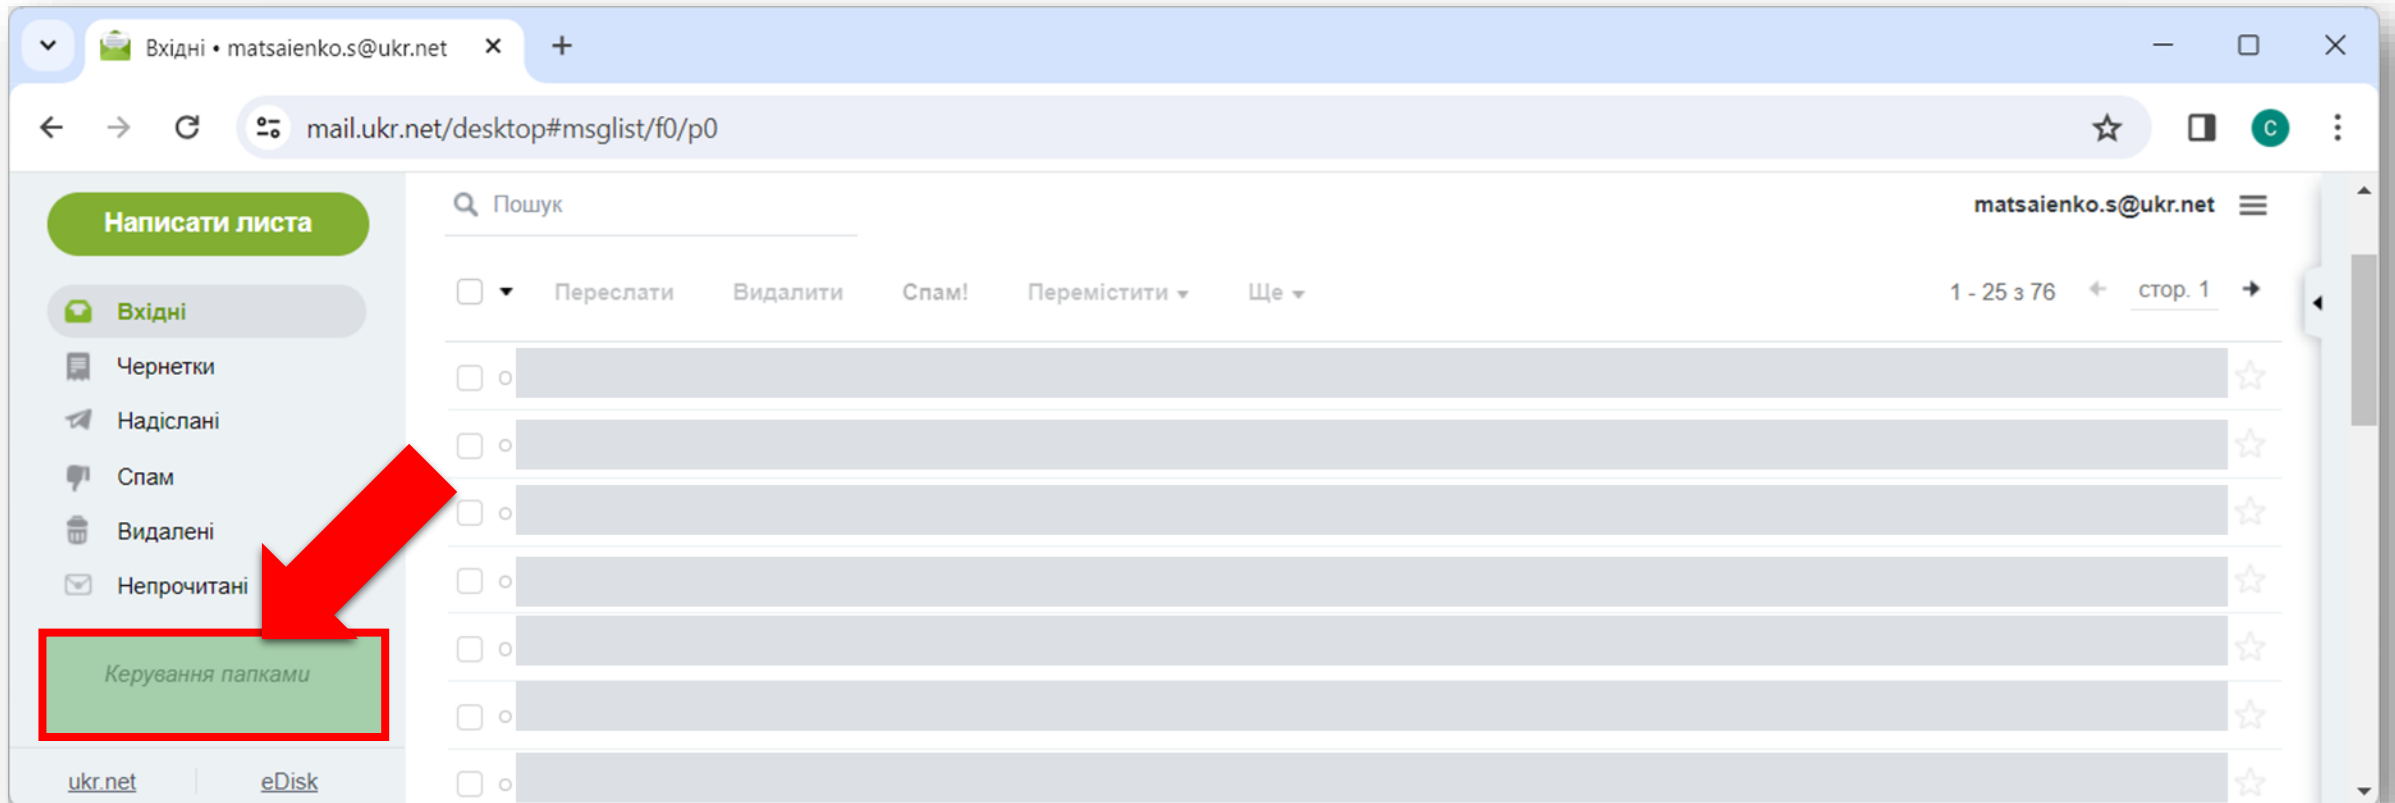 Вхідні • matsaienko.s@ukr.net
mail.ukr.net/desktop#msglist/f0/p0
C
Написати листа
Пошук
matsaienko.s@ukr.net
Переслати Видалити Спам! Перемістити Ще
1 - 25 з 76 стор. 1
Вхідні
Чернетки
Надіслані
Спам
Видалені
Непрочитані
Керування папками
ukr.net eDisk